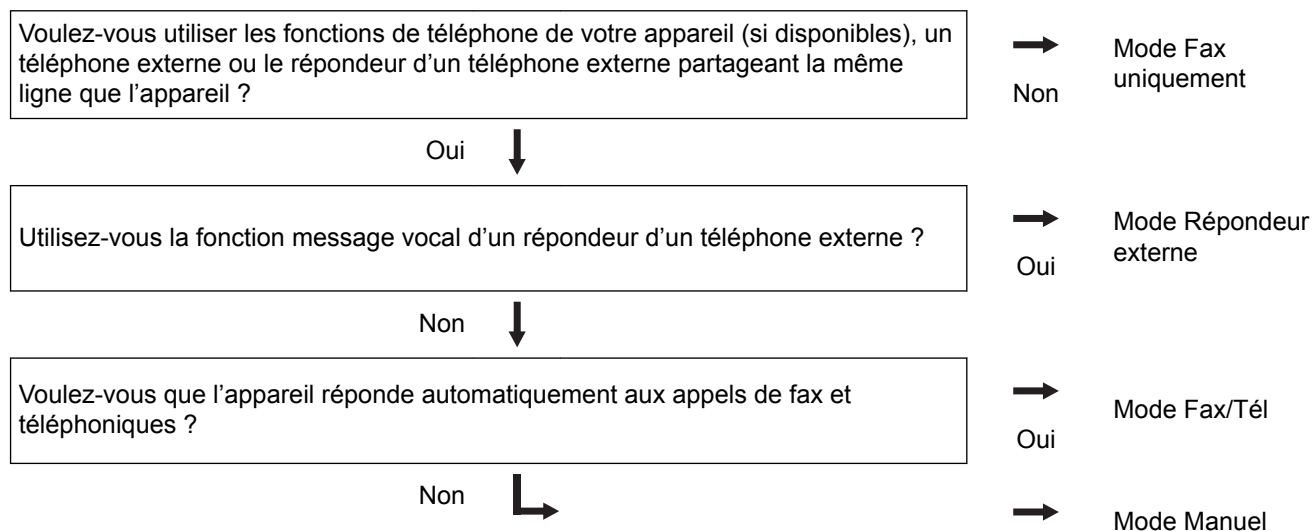 Voulez-vous utiliser les fonctions de téléphone de votre appareil (si disponibles), un
téléphone externe ou le répondeur d’un téléphone externe partageant la même
ligne que l’appareil ?
Mode Fax
uniquement
Non
Oui
Utilisez-vous la fonction message vocal d’un répondeur d’un téléphone externe ?
Mode Répondeur
externe
Oui
Non
Voulez-vous que l’appareil réponde automatiquement aux appels de fax et
téléphoniques ?
Mode Fax/Tél
Oui
Non
Mode Manuel